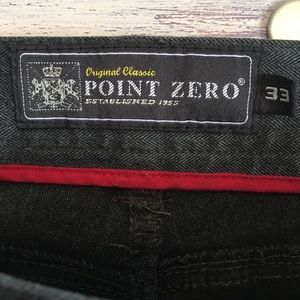 Original Classic
POINT ZERO®
ESTABLISHED 1955
33